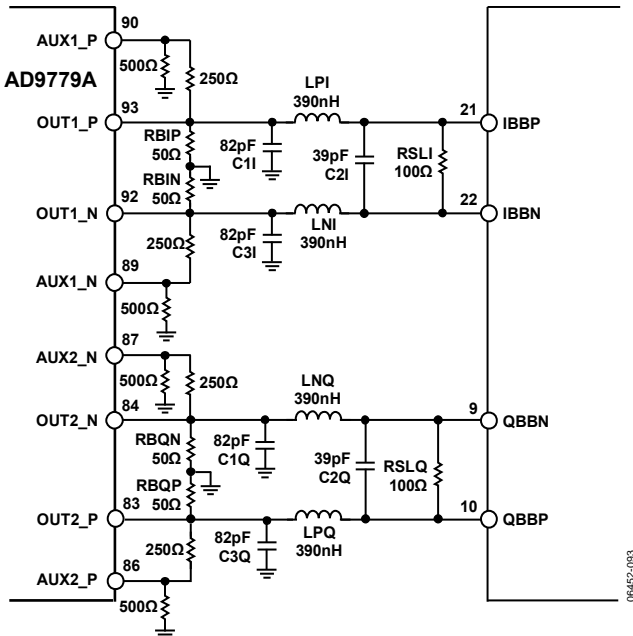 90
AUX1_P
500Ω
250Ω
AD9779A
LPI
390nH
93
OUT1_P
21
IBBP
RBIP
50Ω
82pF
C1I
39pF
C2I
RSLI
100Ω
RBIN
50Ω
92
OUT1_N
22
IBBN
250Ω
82pF
C3I
LNI
390nH
89
AUX1_N
500Ω
87
AUX2_N
500Ω
250Ω
LNQ
390nH
84
OUT2_N
9
QBBN
RBQN
50Ω
82pF
C1Q
39pF
C2Q
RSLQ
100Ω
RBQP
50Ω
83
OUT2_P
10
QBBP
250Ω
82pF
C3Q
LPQ
390nH
86
AUX2_P
500Ω
06452-093